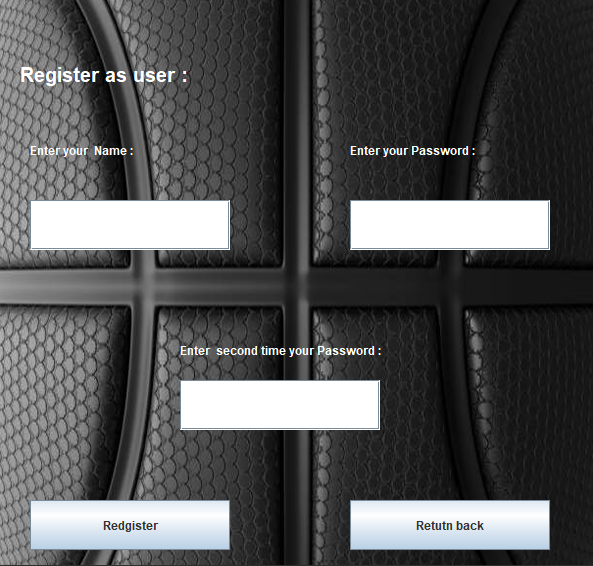 Register as user :
Enter your  Name :
Enter your Password :
Enter  second time your Password :
Redgister
Retutn back